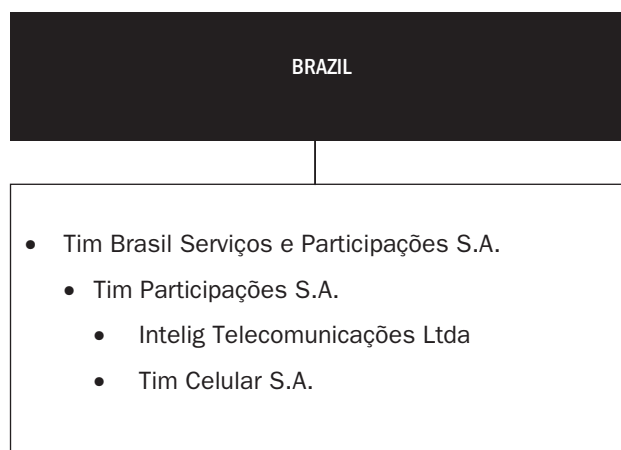 BRAZIL
• Tim Brasil Serviços e Participações S.A.
• Tim Participações S.A.
• Intelig Telecomunicações Ltda
• Tim Celular S.A.